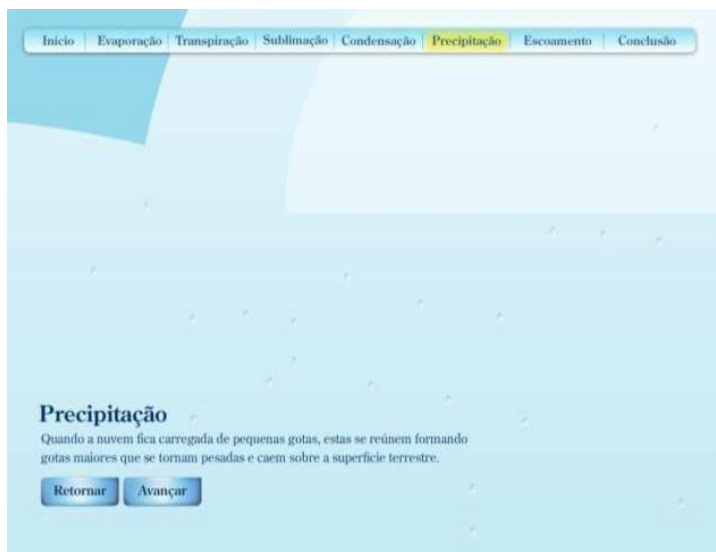 Início Evaporação Transpiração Sublimação Condensação Precipitação Escoamento Conclusão
Precipitação
Quando a nuvem fica carregada de pequenas gotas, estas se reúnem formando
gotas maiores que se tornam pesadas e caem sobre a superfície terrestre.
Retornar Avançar